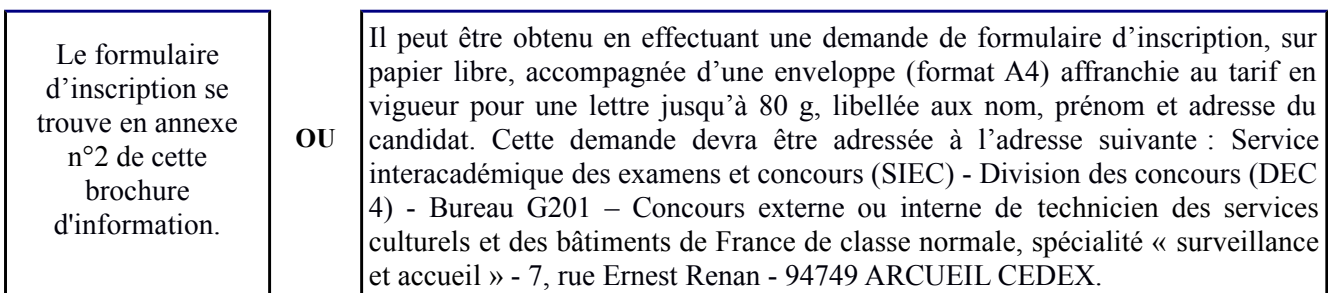 Le formulaire
d’inscription se
trouve en annexe
n°2 de cette
brochure
d'information.
OU
Il peut être obtenu en effectuant une demande de formulaire d’inscription, sur
papier libre, accompagnée d’une enveloppe (format A4) affranchie au tarif en
vigueur pour une lettre jusqu’à 80 g, libellée aux nom, prénom et adresse du
candidat. Cette demande devra être adressée à l’adresse suivante : Service
interacadémique des examens et concours (SIEC) - Division des concours (DEC
4) - Bureau G201 – Concours externe ou interne de technicien des services
culturels et des bâtiments de France de classe normale, spécialité « surveillance
et accueil » - 7, rue Ernest Renan - 94749 ARCUEIL CEDEX.